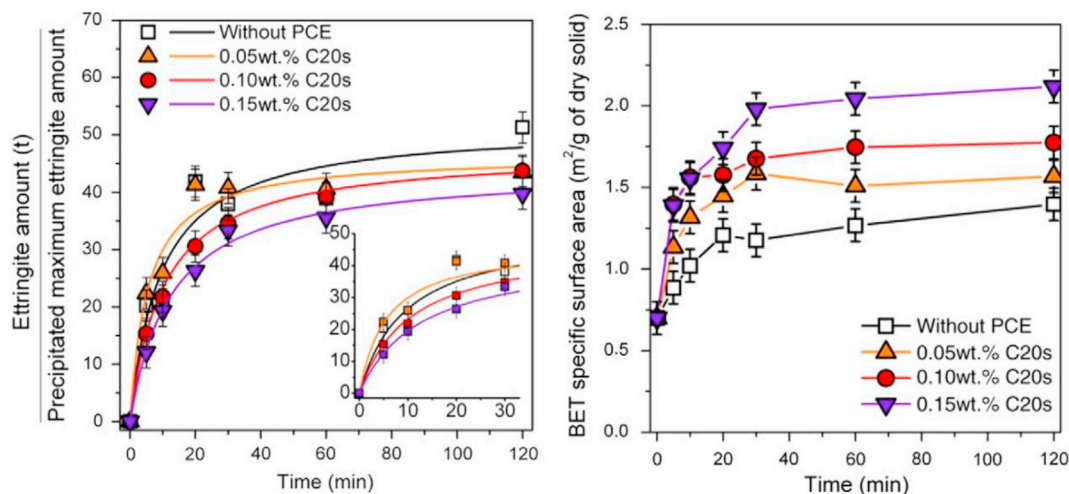 Ettringite amount (t)
Precipitated maximum ettringite amount
70
60
50
40
30
20
10
0
Without PCE
0.05wt.% C20s
0.10wt.% C20s
0.15wt.% C20s
50
40
30
20
10
0
0 10 20 30
0 20 40 60 80 100 120
Time (min)
BET specific surface area (m²/g of dry solid)
2.5
2.0
1.5
1.0
0.5
0.0
Without PCE
0.05wt.% C20s
0.10wt.% C20s
0.15wt.% C20s
0 20 40 60 80 100 120
Time (min)